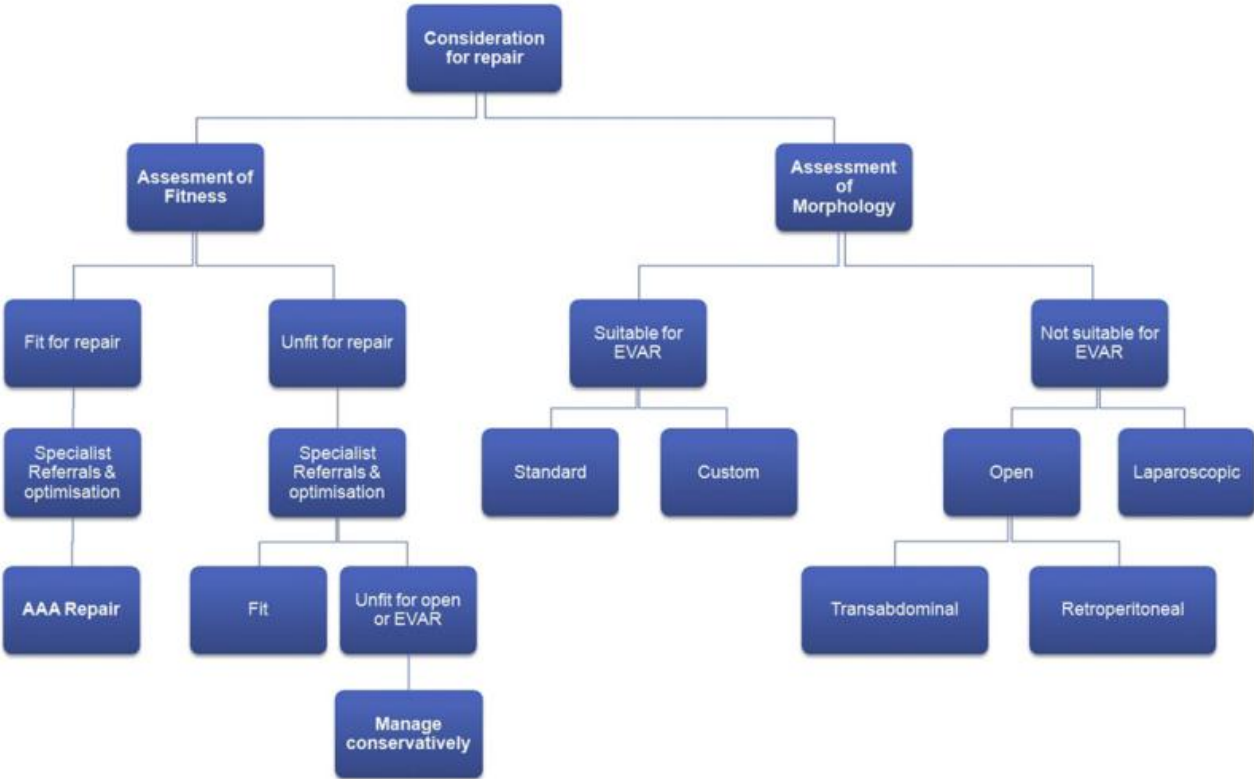 Consideration
for repair
Assesment of
Fitness
Assessment
of
Morphology
Fit for repair
Unfit for repair
Suitable for
EVAR
Not suitable for
EVAR
Specialist
Referrals &
optimisation
Specialist
Referrals &
optimisation
Standard
Custom
Open
Laparoscopic
AAA Repair
Fit
Unfit for open
or EVAR
Transabdominal
Retroperitoneal
Manage
conservatively